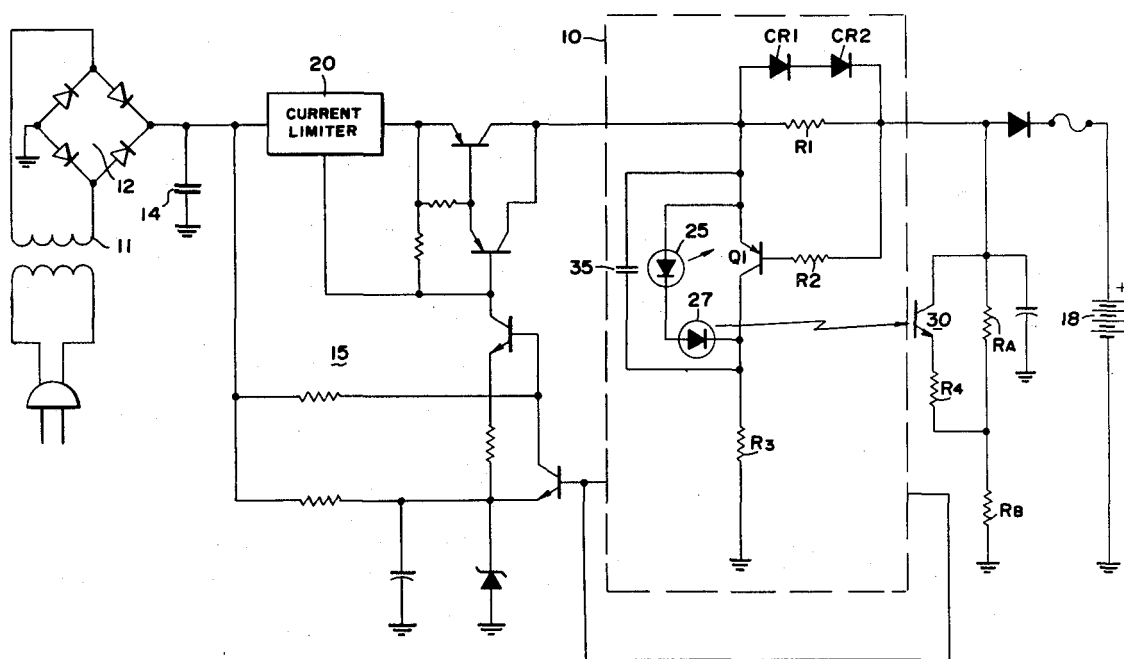 10
CR1
CR2
20
CURRENT
LIMITER
R1
12
14
11
25
35
Q1
R2
27
18
+
30
RA
15
R4
R3
RB